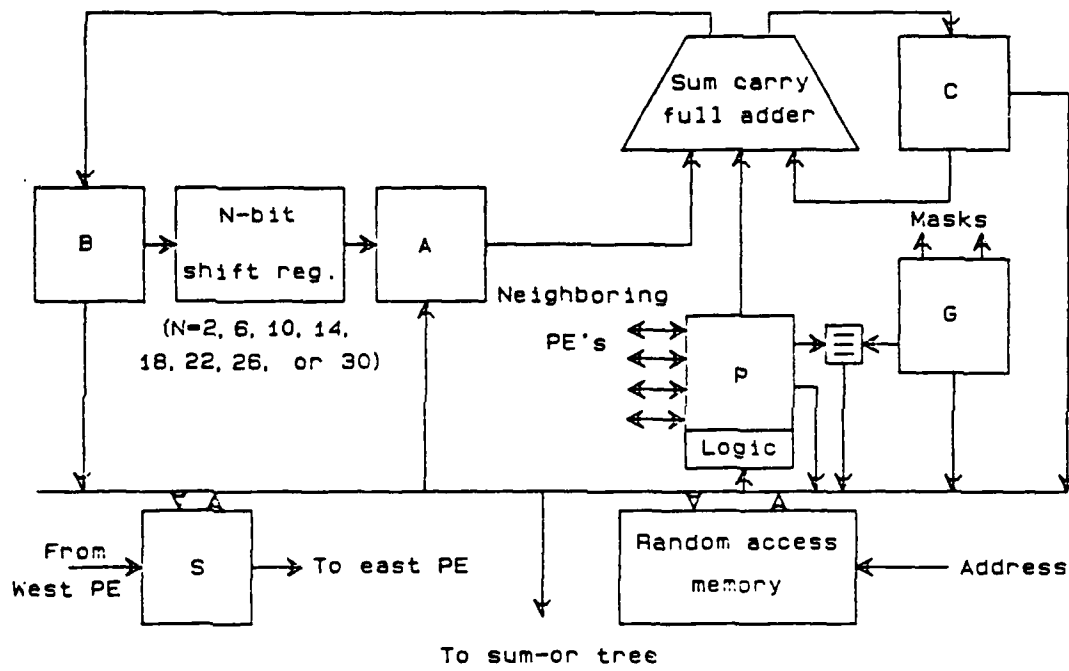 Sum carry
full adder
C
B
N-bit
shift reg.
A
(N=2, 6, 10, 14,
18, 22, 26, or 30)
Neighboring
PE's
P
Logic
Masks
G
From
West PE
S
To east PE
Random access
memory
Address
To sum-or tree